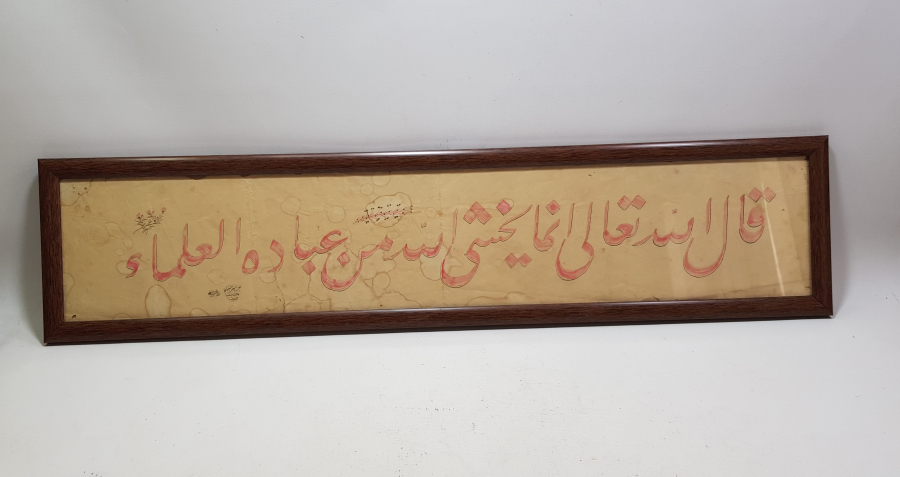 قال الله تعالى انما يخشى الله من عباده العلماء